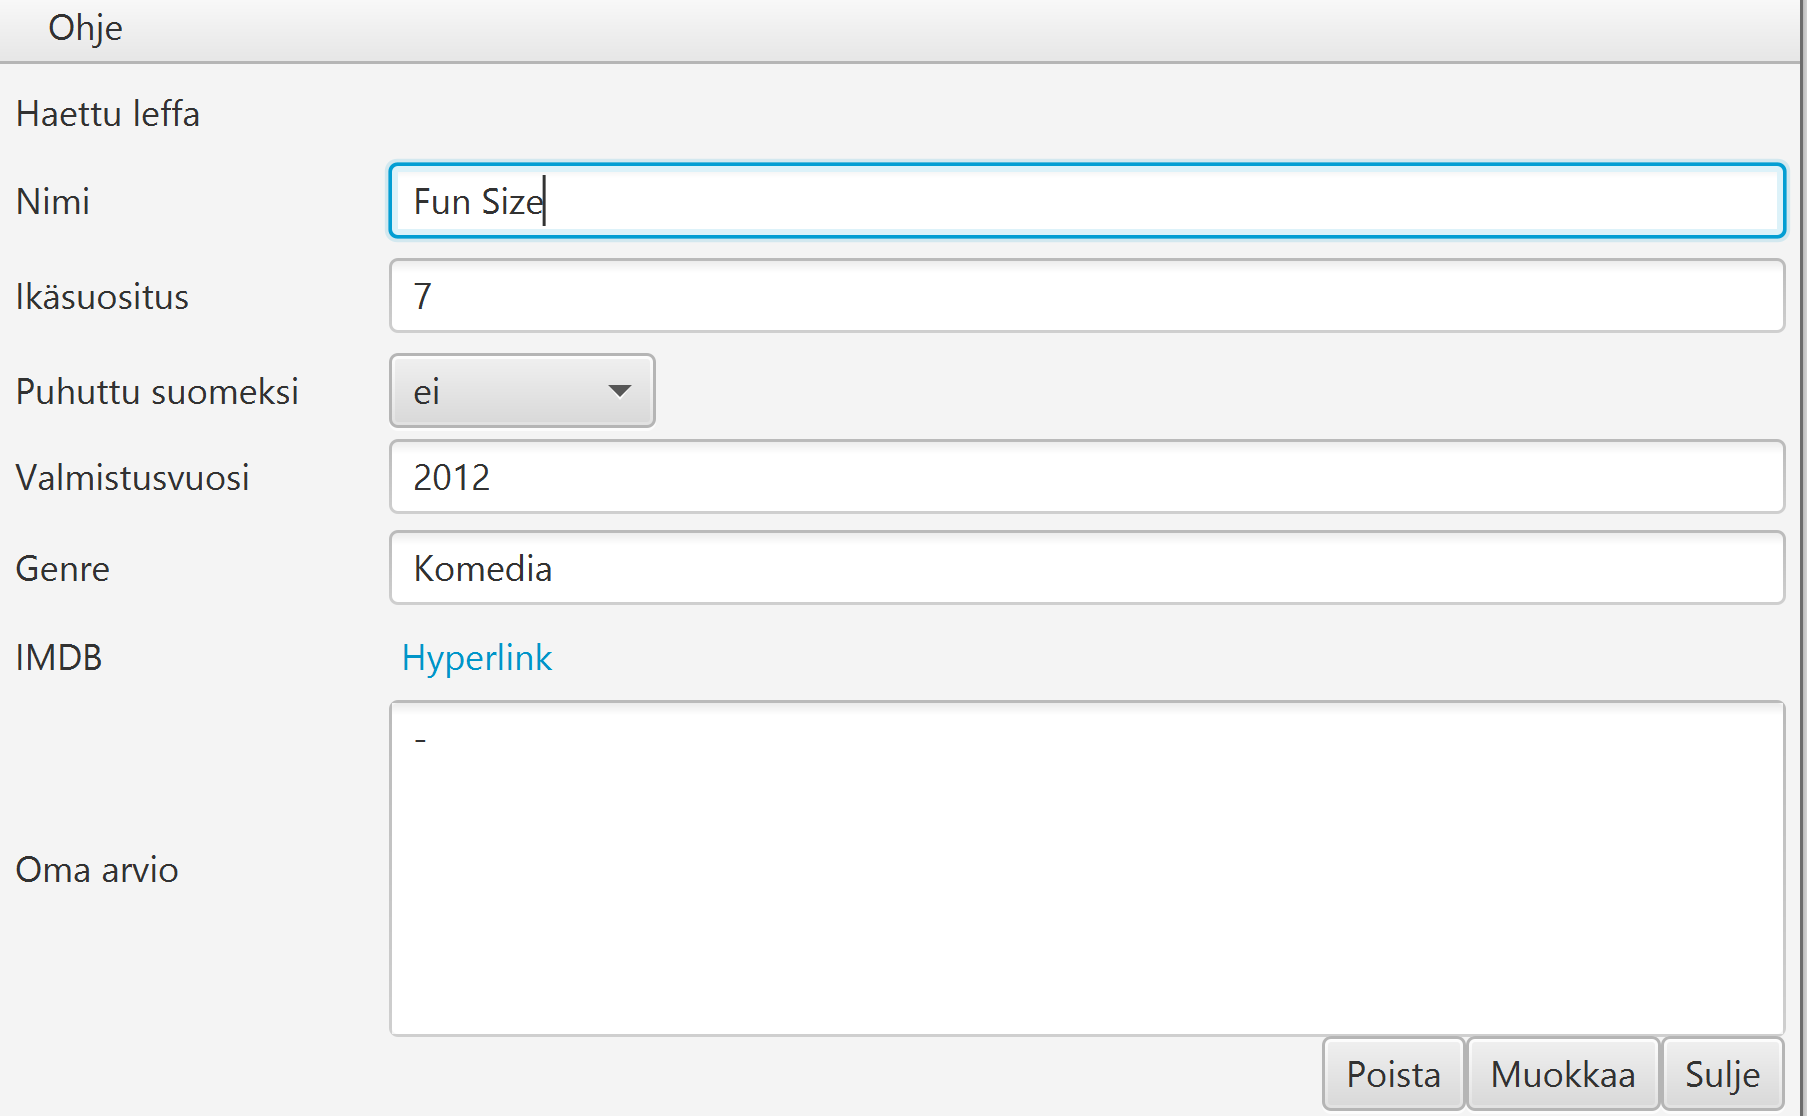 Ohje
Haettu leffa
Nimi Fun Size
Ikäsuositus 7
Puhuttu suomeksi ei
Valmistusvuosi 2012
Genre Komedia
IMDB Hyperlink
-
Oma arvio
Poista Muokkaa Sulje